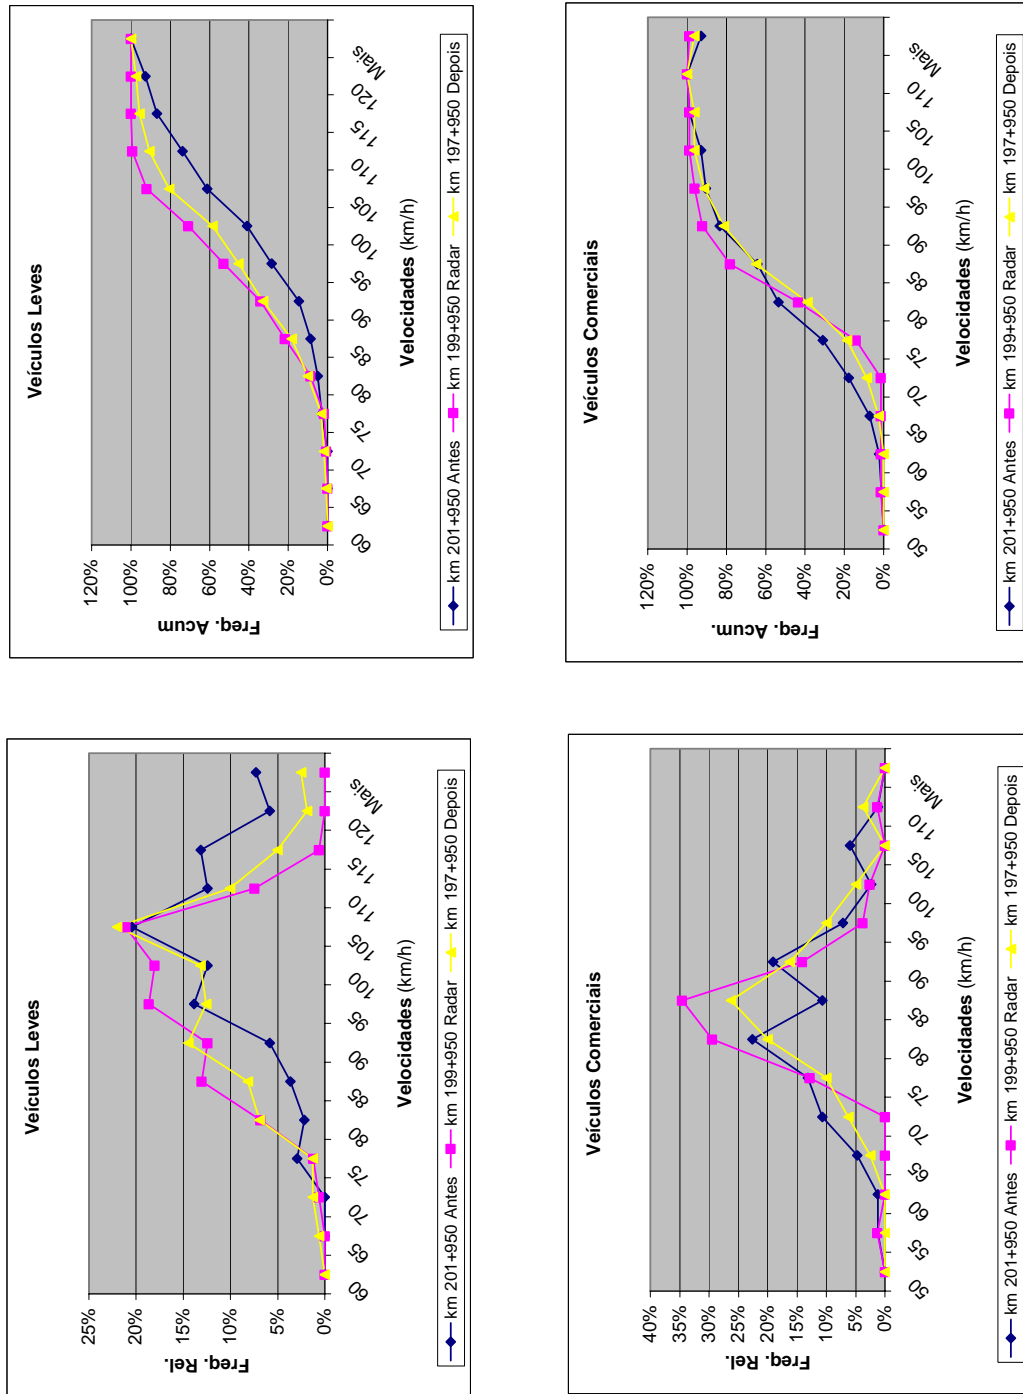 Veículos Leves
25%
20%
15%
10%
5%
0%
Freq. Rel.
60 65 70 75 80 85 90 95 100 105 110 115 120 Mais
Velocidades (km/h)
km 201+950 Antes km 199+950 Radar km 197+950 Depois
Veículos Leves
120%
100%
80%
60%
40%
20%
0%
Freq. Acum
60 65 70 75 80 85 90 95 100 105 110 115 120 Mais
Velocidades (km/h)
km 201+950 Antes km 199+950 Radar km 197+950 Depois
Veículos Comerciais
40%
35%
30%
25%
20%
15%
10%
5%
0%
Freq. Rel.
50 55 60 65 70 75 80 85 90 95 100 105 110 Mais
Velocidades (km/h)
km 201+950 Antes km 199+950 Radar km 197+950 Depois
Veículos Comerciais
120%
100%
80%
60%
40%
20%
0%
Freq. Acum.
50 55 60 65 70 75 80 85 90 95 100 105 110 Mais
Velocidades (km/h)
km 201+950 Antes km 199+950 Radar km 197+950 Depois